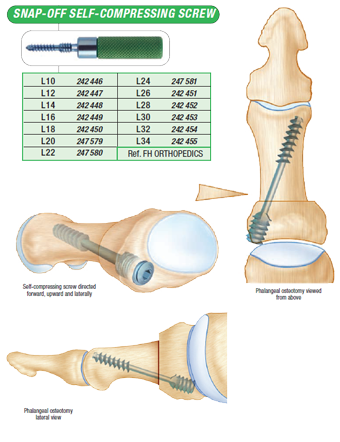 SNAP-OFF SELF-COMPRESSING SCREW
L10 242 446 L24 247 581
L12 242 447 L26 242 451
L14 242 448 L28 242 452
L16 242 449 L30 242 453
L18 242 450 L32 242 454
L20 247 579 L34 242 455
L22 247 580 Ref. FH ORTHOPEDICS
Self-compressing screw directed
forward, upward and laterally
Phalangeal osteotomy viewed
from above
Phalangeal osteotomy
lateral view